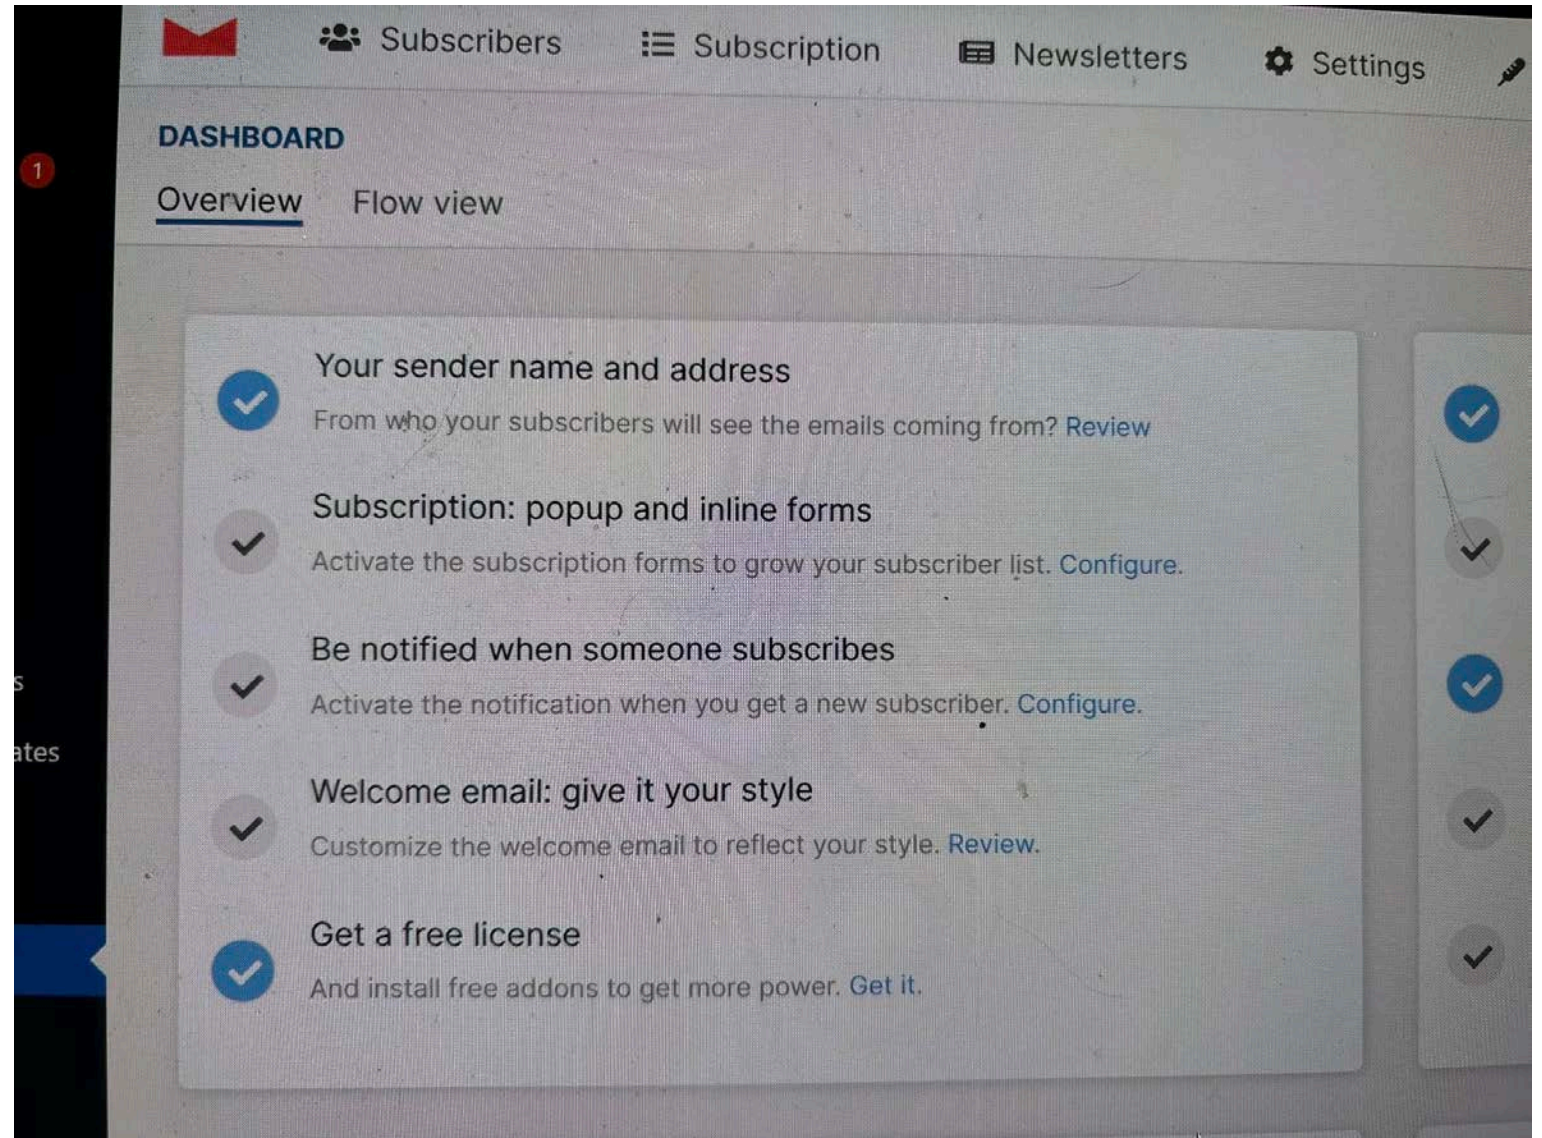 Subscribers
Subscription
Newsletters
Settings
DASHBOARD
1
Overview
Flow view
Your sender name and address
From who your subscribers will see the emails coming from? Review
Subscription: popup and inline forms
Activate the subscription forms to grow your subscriber list. Configure.
Be notified when someone subscribes
Activate the notification when you get a new subscriber. Configure.
s
ates
Welcome email: give it your style
Customize the welcome email to reflect your style. Review.
Get a free license
And install free addons to get more power. Get it.